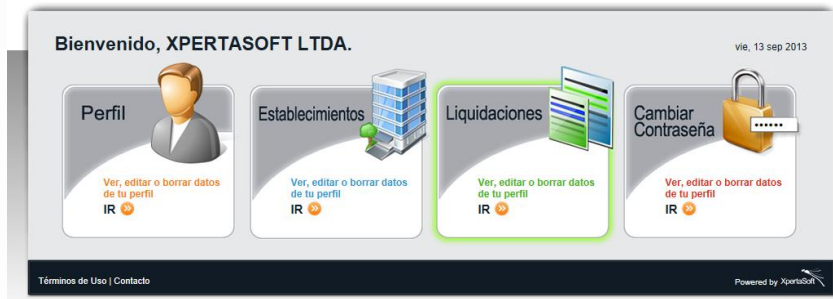 Bienvenido, XPERTASOFT LTDA.
vie, 13 sep 2013
Perfil
Ver, editar o borrar datos
de tu perfil
IR
Establecimientos
Ver, editar o borrar datos
de tu perfil
IR
Liquidaciones
Ver, editar o borrar datos
de tu perfil
IR
Cambiar
Contraseña
Ver, editar o borrar datos
de tu perfil
IR
Términos de Uso | Contacto
Powered by XpertaSoft